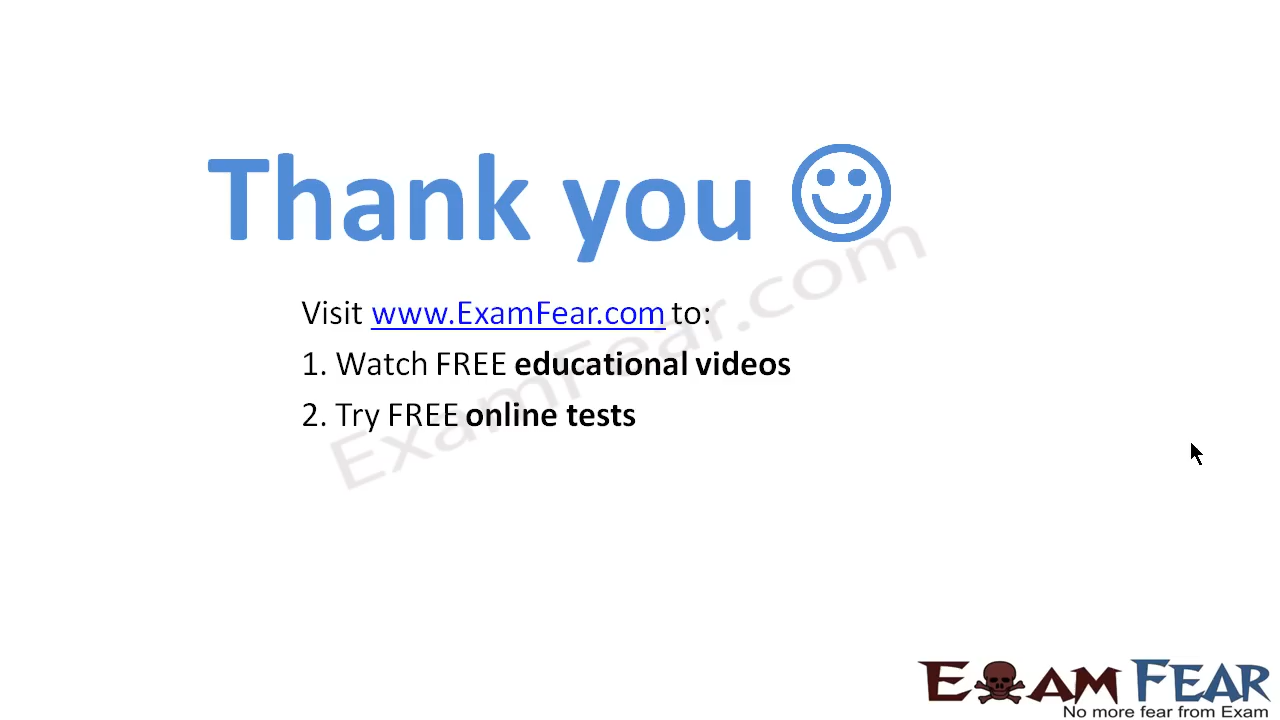 Thank you
Visit www.ExamFear.com to:
1. Watch FREE educational videos
2. Try FREE online tests
ExamFear.com
EXAM FEAR
No more fear from Exam